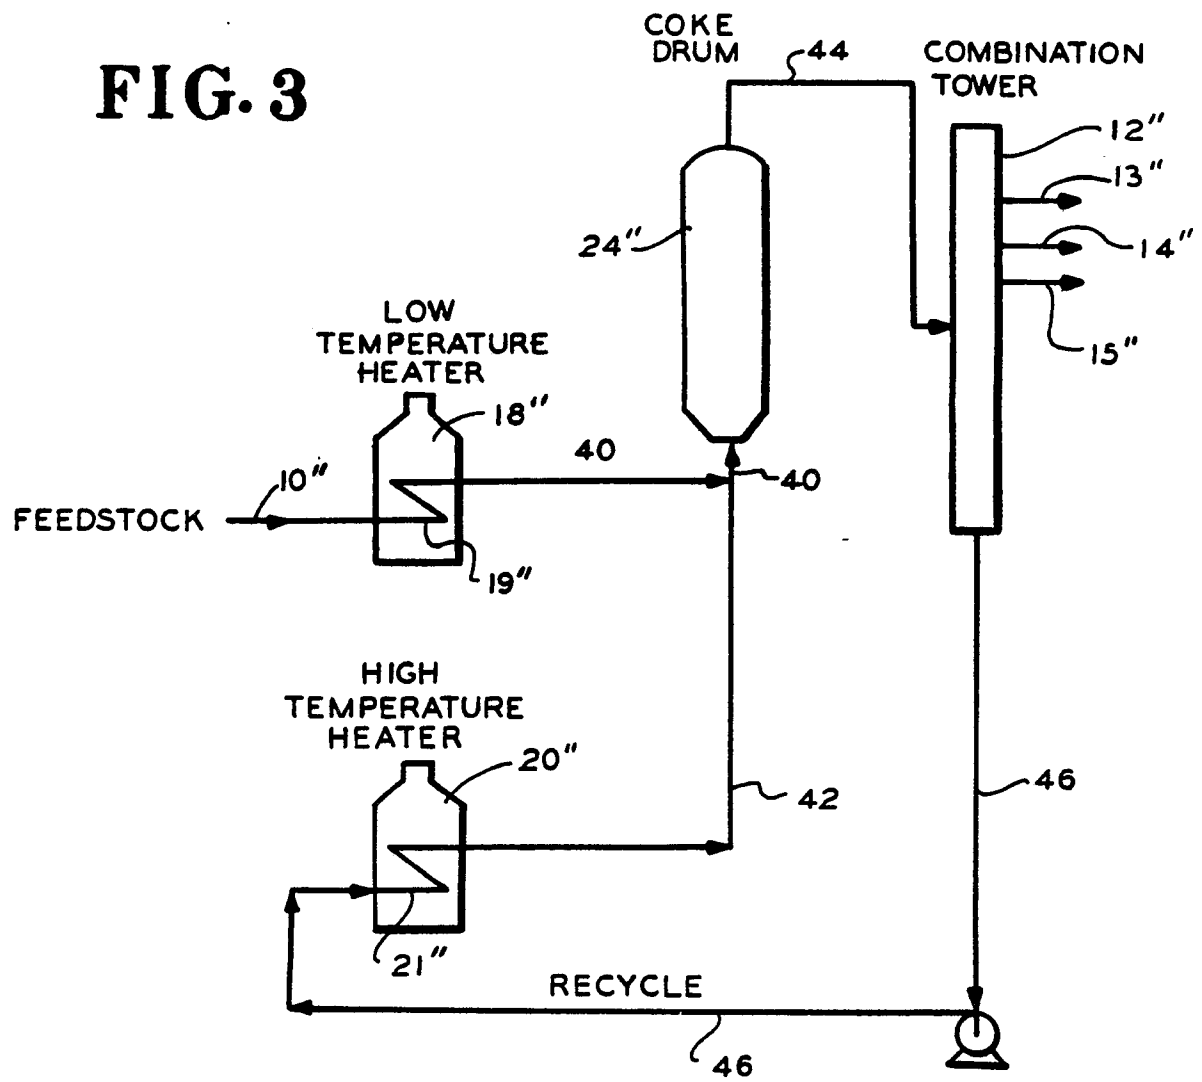 FIG. 3
COKE
DRUM
44
COMBINATION
TOWER
12"
13"
14"
15"
24"
LOW
TEMPERATURE
HEATER
18"
40
40
10"
FEEDSTOCK
19"
HIGH
TEMPERATURE
HEATER
20"
42
46
21"
RECYCLE
46